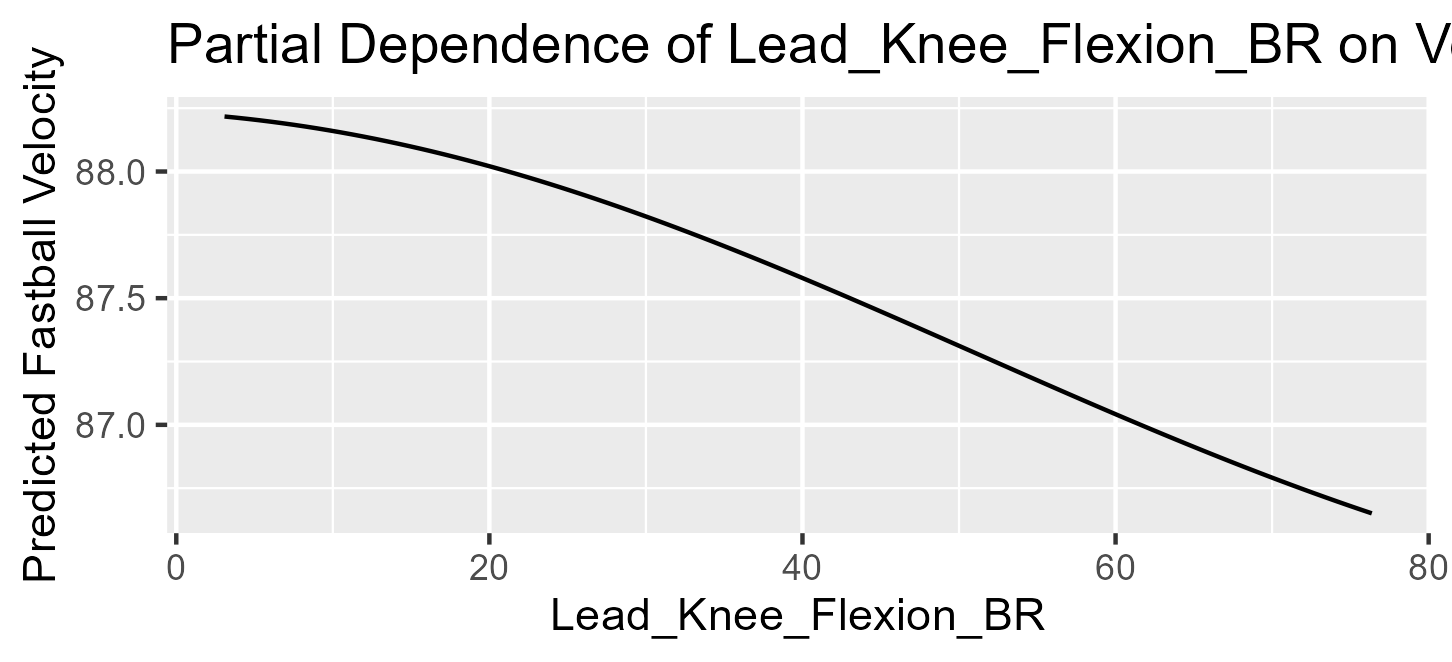 Partial Dependence of Lead_Knee_Flexion_BR on
Predicted Fastball Velocity
88.0
87.5
87.0
0 20 40 60 80
Lead_Knee_Flexion_BR